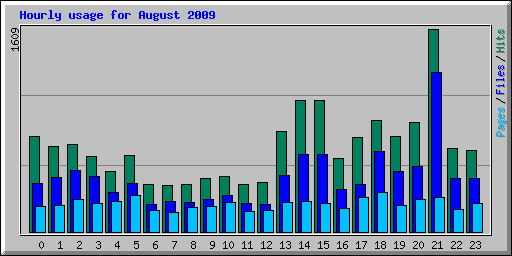 Hourly usage for August 2009
1609
Pages/Files/Hits
0 1 2 3 4 5 6 7 8 9 10 11 12 13 14 15 16 17 18 19 20 21 22 23